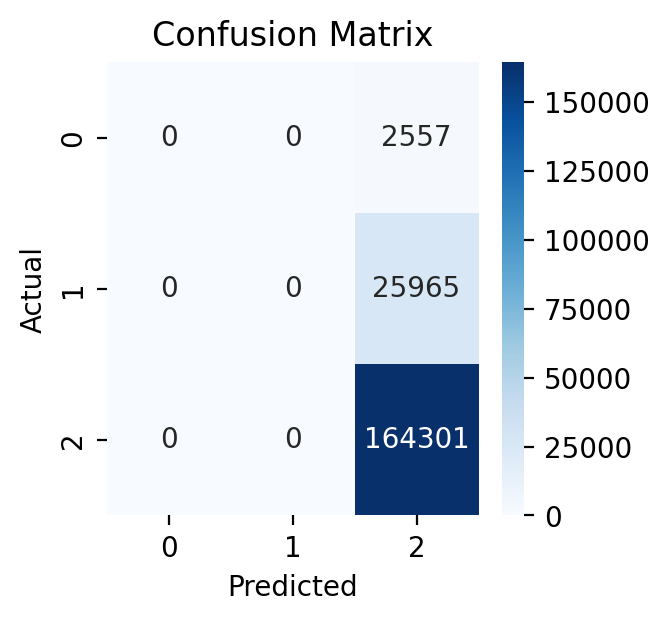 Confusion Matrix
0 0 0 2557
1 0 0 25965
2 0 0 164301
0 1 2
Actual
Predicted
150000
125000
100000
75000
50000
25000
0